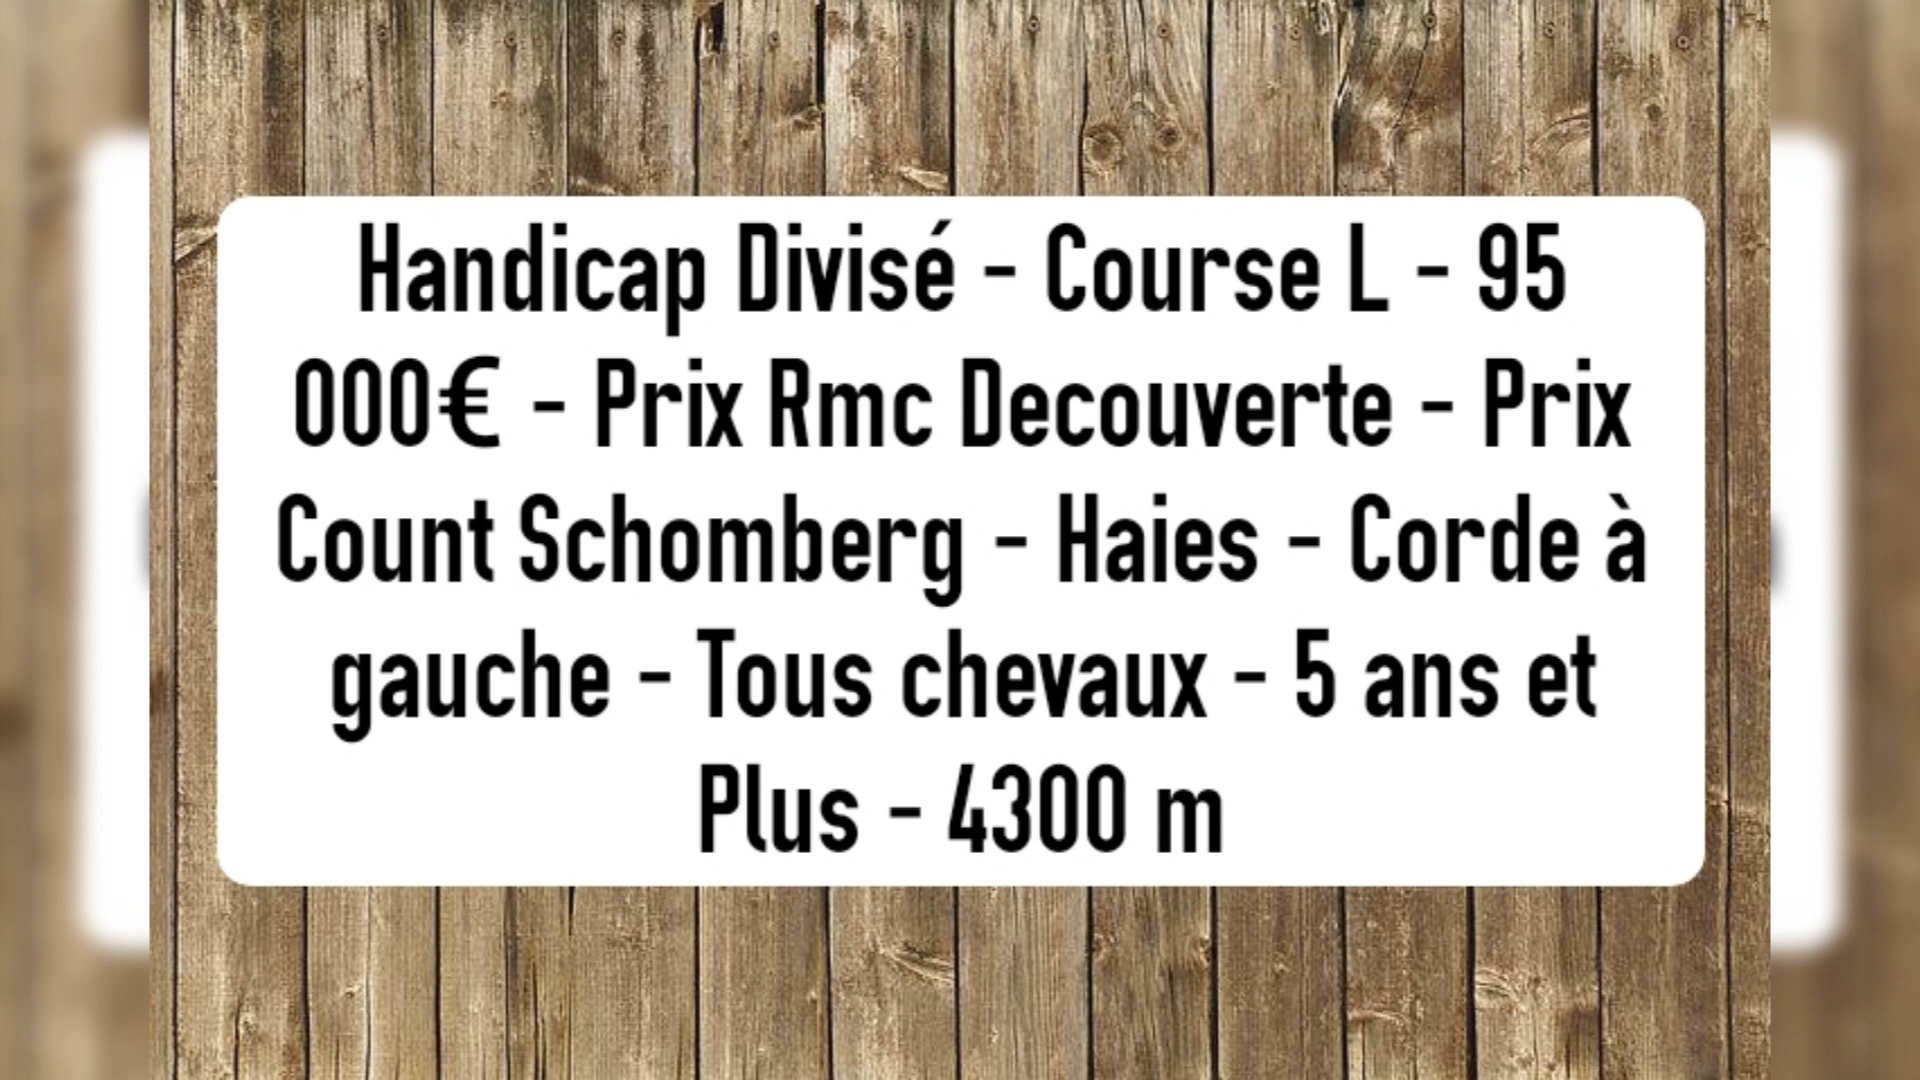 Handicap Divisé - Course L - 95
000€ - Prix Rmc Decouverte - Prix
Count Schomberg - Haies - Corde à
gauche - Tous chevaux - 5 ans et
Plus - 4300 m